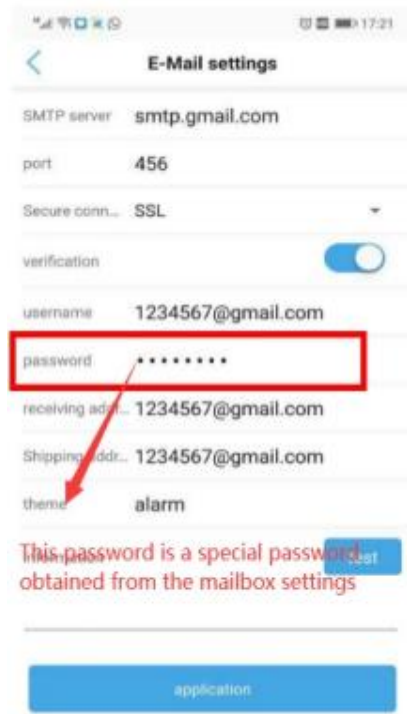 17:21
E-Mail settings
SMTP server smtp.gmail.com
port 456
Secure conn... SSL
verification
username 1234567@gmail.com
password ••••••••
receiving addr... 1234567@gmail.com
Shipping addr... 1234567@gmail.com
theme alarm
This password is a special password
obtained from the mailbox settings
application